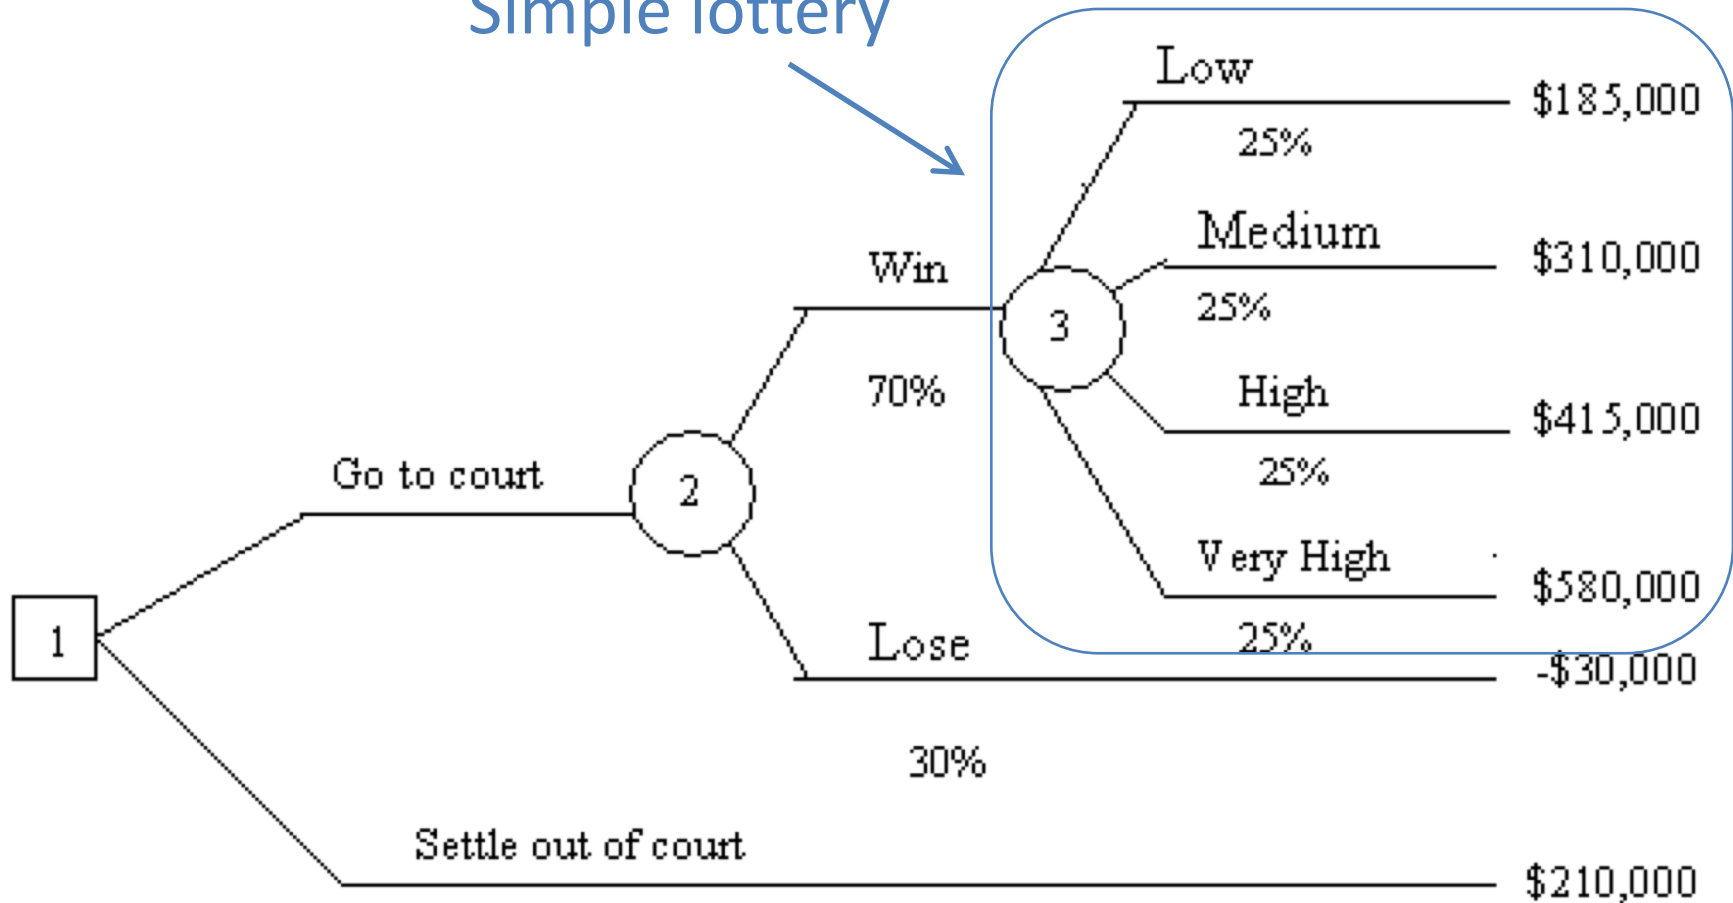 Simple lottery
Low
$185,000
25%
Medium
$310,000
25%
Win
3
70%
High
$415,000
25%
Go to court
2
Very High
$580,000
25%
1
Lose
-$30,000
30%
Settle out of court
$210,000